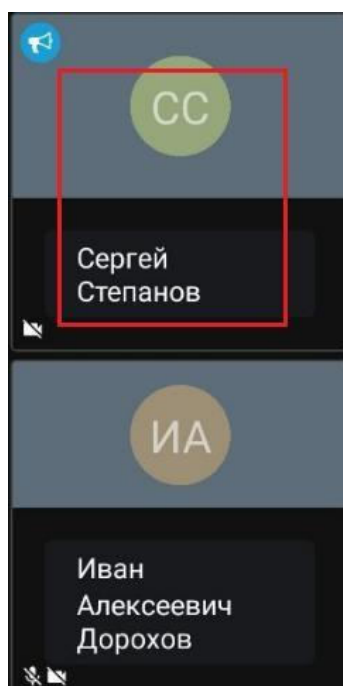 СС
Сергей
Степанов
ИА
Иван
Алексеевич
Дорохов